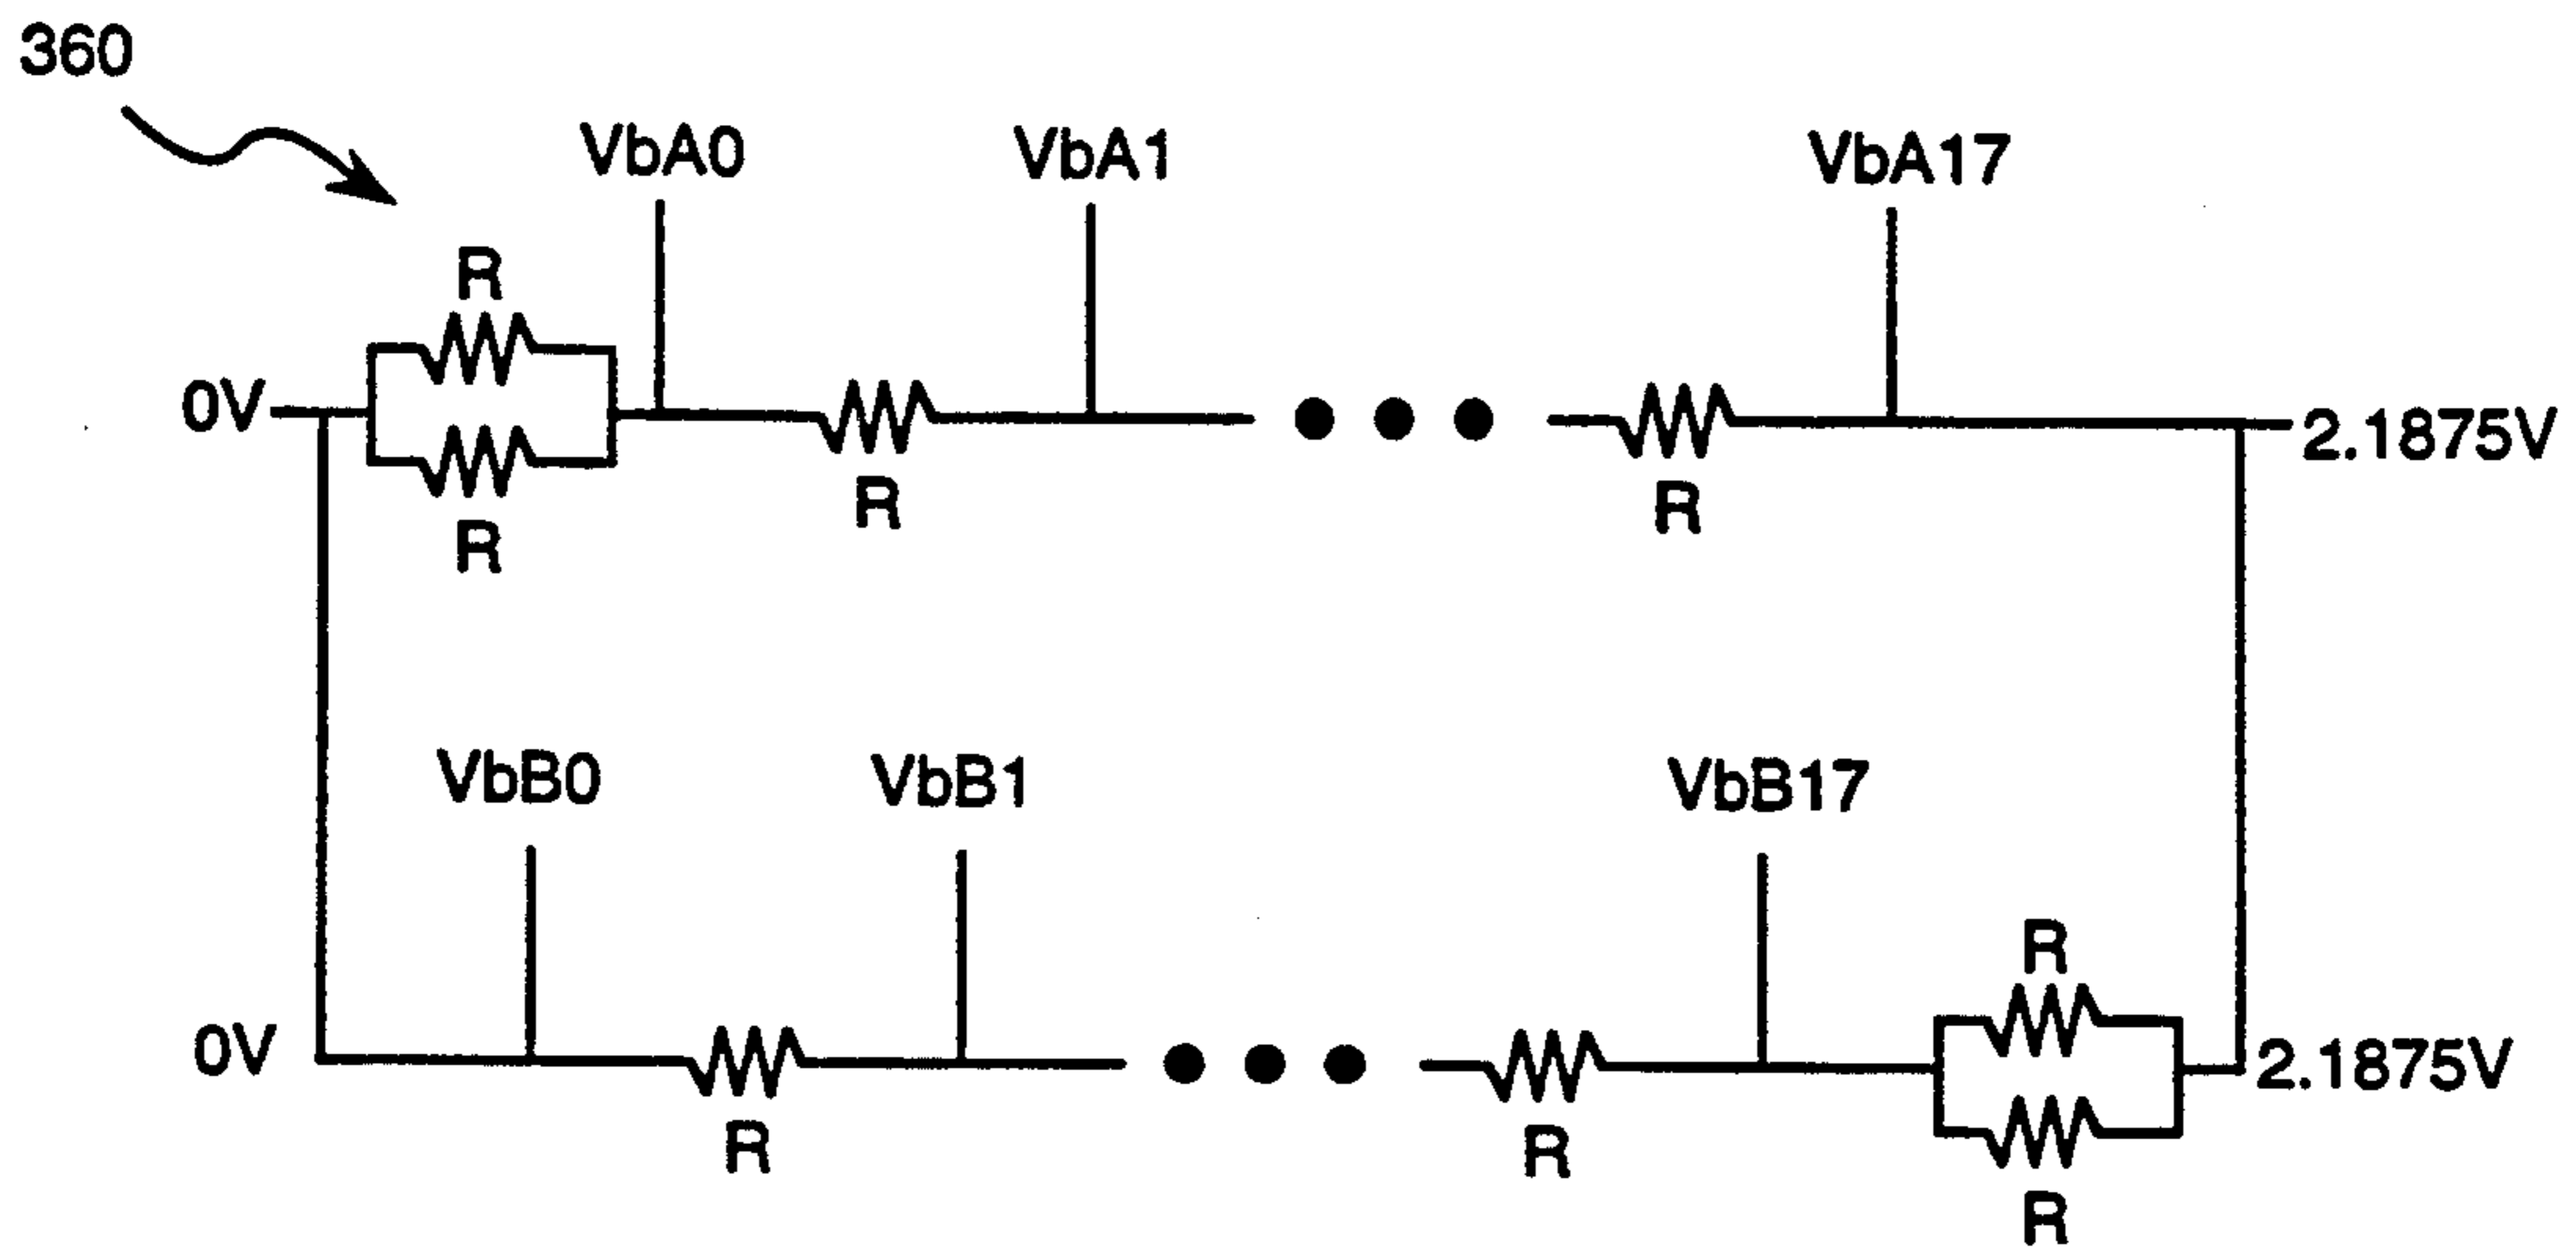 360
VbA0 VbA1 VbA17
R
0V 2.1875V
R R
R
VbB0 VbB1 VbB17
R
0V 2.1875V
R R
R